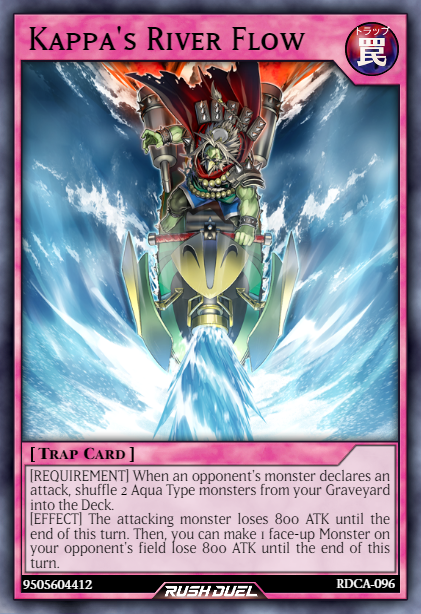 Kappa's River Flow
トラップ
罠
[ Trap Card ]
[REQUIREMENT] When an opponent's monster declares an
attack, shuffle 2 Aqua Type monsters from your Graveyard
into the Deck.
[EFFECT] The attacking monster loses 800 ATK until the
end of this turn. Then, you can make 1 face-up Monster on
your opponent's field lose 800 ATK until the end of this
turn.
9505604412
RUSH DUEL
RDCA-096